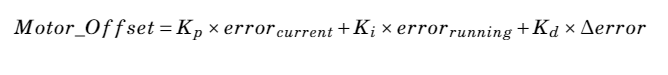 Motor_Offset = K_p × error_current + K_i × error_running + K_d × Δerror